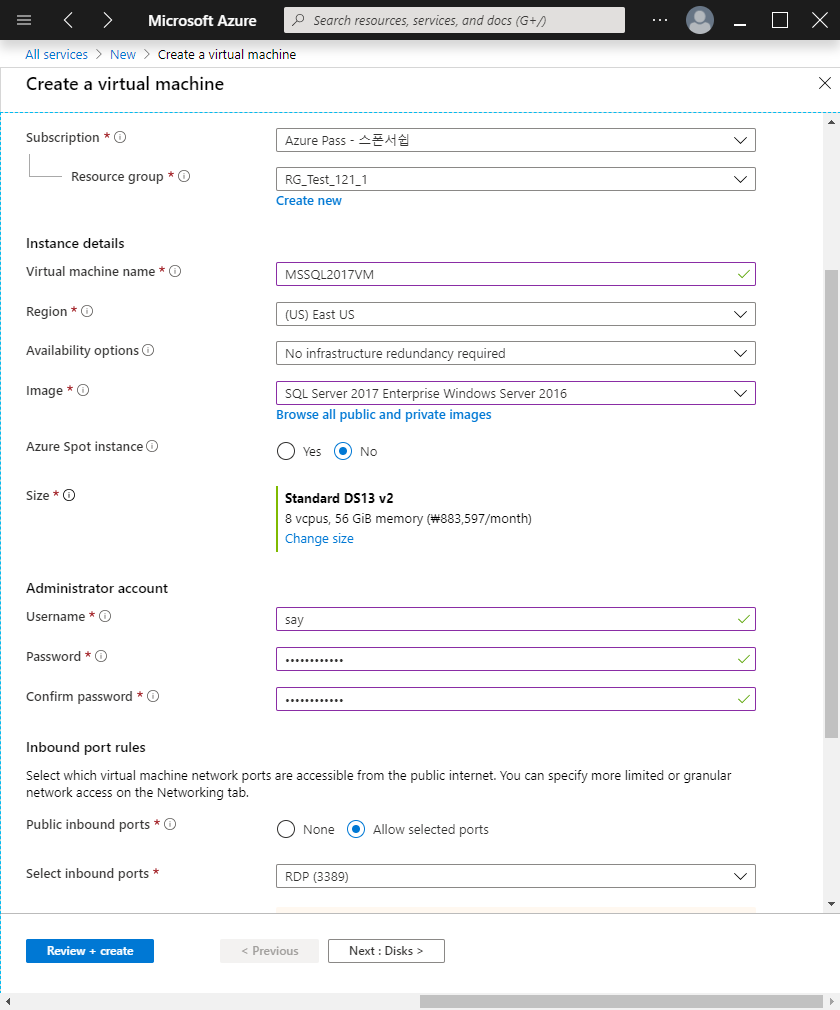 Microsoft Azure
Search resources, services, and docs (G+/)
All services > New > Create a virtual machine
Create a virtual machine
Subscription *
Azure Pass - 스폰서쉽
Resource group *
RG_Test_121_1
Create new
Instance details
Virtual machine name *
MSSQL2017VM
Region *
(US) East US
Availability options
No infrastructure redundancy required
Image *
SQL Server 2017 Enterprise Windows Server 2016
Browse all public and private images
Azure Spot instance
Yes No
Size *
Standard DS13 v2
8 vcpus, 56 GiB memory (₩883,597/month)
Change size
Administrator account
Username *
say
Password *
••••••••••••
Confirm password *
••••••••••••
Inbound port rules
Select which virtual machine network ports are accessible from the public internet. You can specify more limited or granular
network access on the Networking tab.
Public inbound ports *
None Allow selected ports
Select inbound ports *
RDP (3389)
Review + create < Previous Next : Disks >